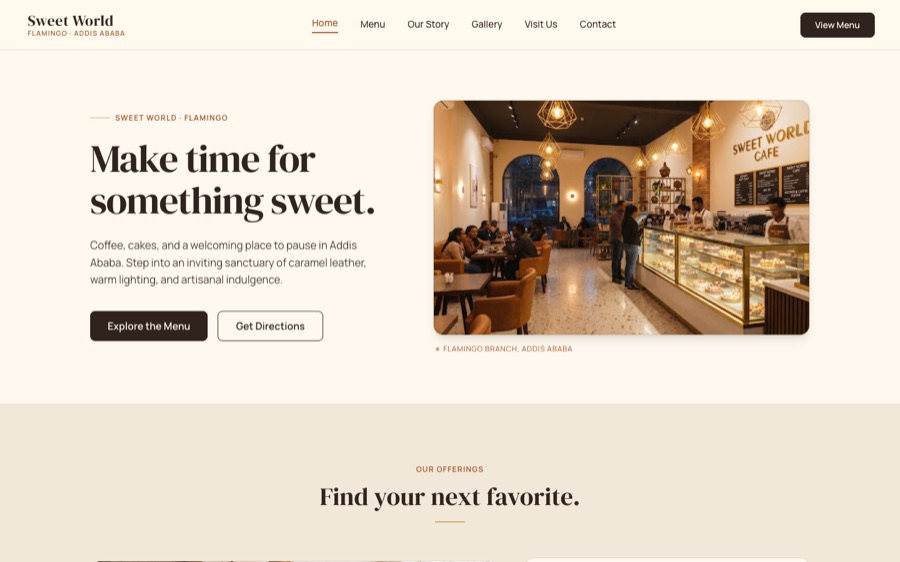 Sweet World
FLAMINGO · ADDIS ABABA
Home
Menu
Our Story
Gallery
Visit Us
Contact
View Menu
SWEET WORLD · FLAMINGO
Make time for
something sweet.
Coffee, cakes, and a welcoming place to pause in Addis
Ababa. Step into an inviting sanctuary of caramel leather,
warm lighting, and artisanal indulgence.
Explore the Menu
Get Directions
SWEET WORLD
CAFE
FLAMINGO BRANCH, ADDIS ABABA
OUR OFFERINGS
Find your next favorite.